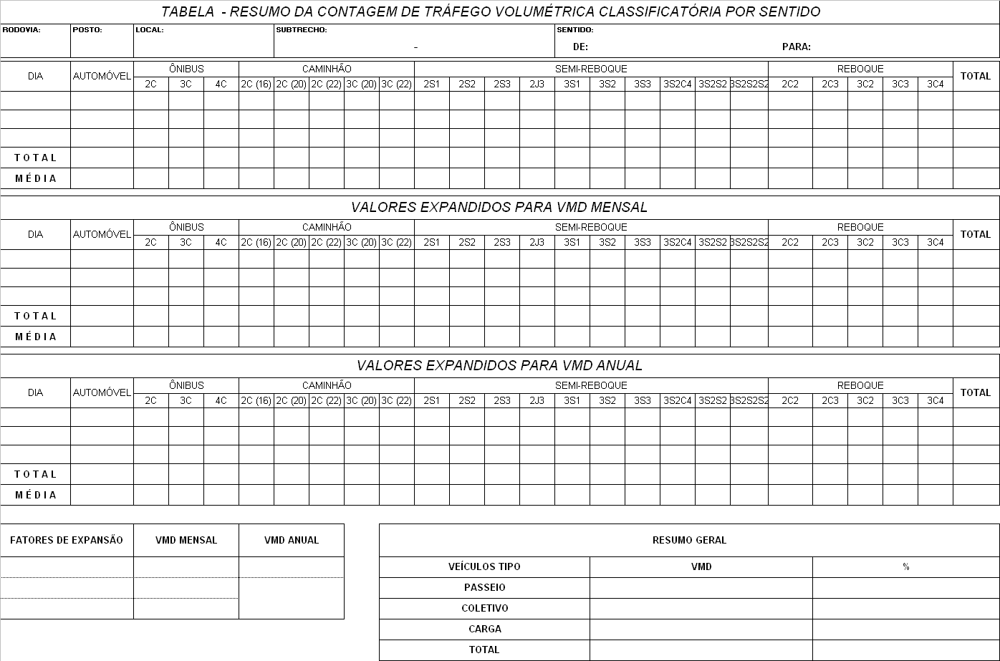 TABELA - RESUMO DA CONTAGEM DE TRÁFEGO VOLUMÉTRICA CLASSIFICATÓRIA POR SENTIDO
RODOVIA: POSTO: LOCAL: SUBTRECHO: SENTIDO:
- DE: PARA:
DIA AUTOMÓVEL ÔNIBUS CAMINHÃO SEMI-REBOQUE REBOQUE TOTAL
2C 3C 4C 2C (16) 2C (20) 2C (22) 3C (20) 3C (22) 2S1 2S2 2S3 2J3 3S1 3S2 3S3 3S2C4 3S2S2 3S2S2S2 2C2 2C3 3C2 3C3 3C4
T O T A L
M É D I A
VALORES EXPANDIDOS PARA VMD MENSAL
DIA AUTOMÓVEL ÔNIBUS CAMINHÃO SEMI-REBOQUE REBOQUE TOTAL
2C 3C 4C 2C (16) 2C (20) 2C (22) 3C (20) 3C (22) 2S1 2S2 2S3 2J3 3S1 3S2 3S3 3S2C4 3S2S2 3S2S2S2 2C2 2C3 3C2 3C3 3C4
T O T A L
M É D I A
VALORES EXPANDIDOS PARA VMD ANUAL
DIA AUTOMÓVEL ÔNIBUS CAMINHÃO SEMI-REBOQUE REBOQUE TOTAL
2C 3C 4C 2C (16) 2C (20) 2C (22) 3C (20) 3C (22) 2S1 2S2 2S3 2J3 3S1 3S2 3S3 3S2C4 3S2S2 3S2S2S2 2C2 2C3 3C2 3C3 3C4
T O T A L
M É D I A
FATORES DE EXPANSÃO VMD MENSAL VMD ANUAL
RESUMO GERAL
VEÍCULOS TIPO VMD %
PASSEIO
COLETIVO
CARGA
TOTAL